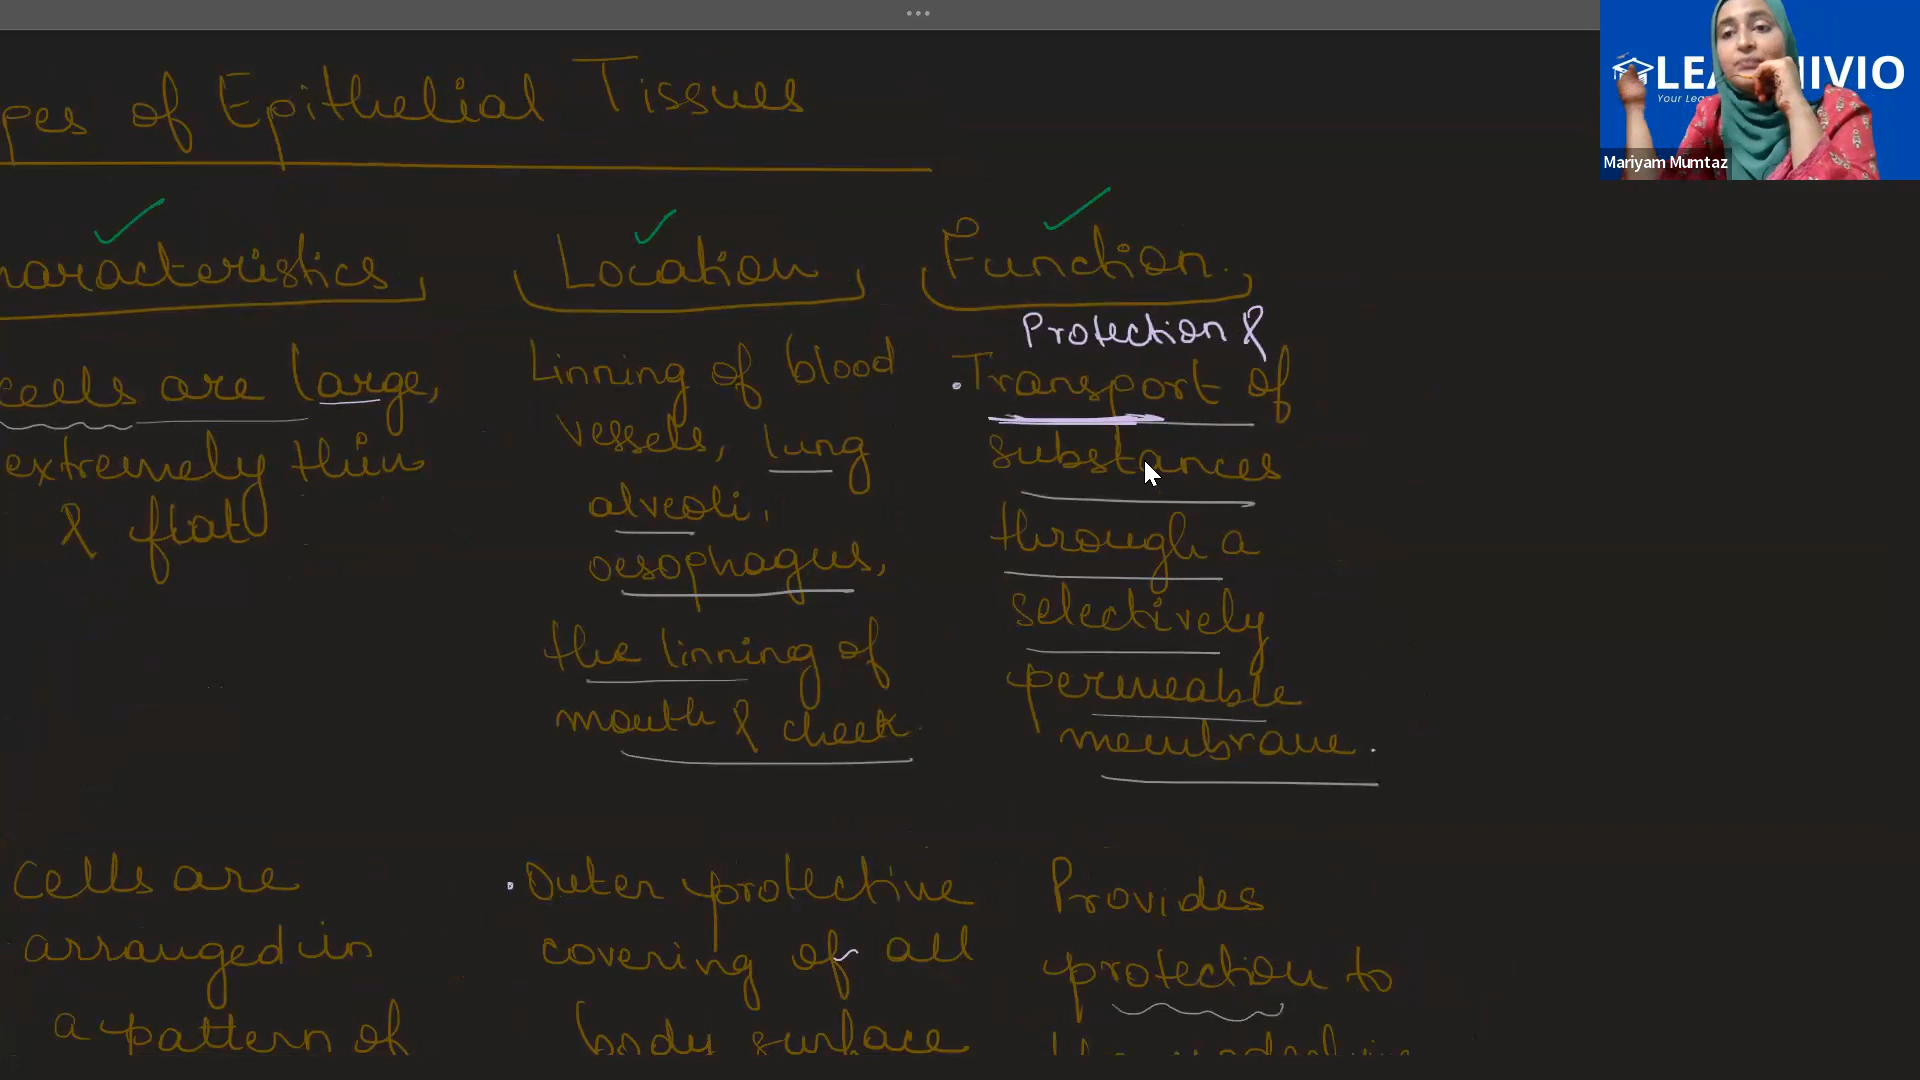 pes of Epithelial Tissues
haracteristics
cells are large,
extremely thin
& flat
Location
Linning of blood
vessels, lung
alveoli,
oesophagus,
the linning of
mouth & cheek.
Function.
Protection &
Transport of
substances
through a
selectively
permeable
membrane.
cells are
arranged in
a pattern of
Outer protective
covering of all
body surface
Provides
protection to
Mariyam Mumtaz